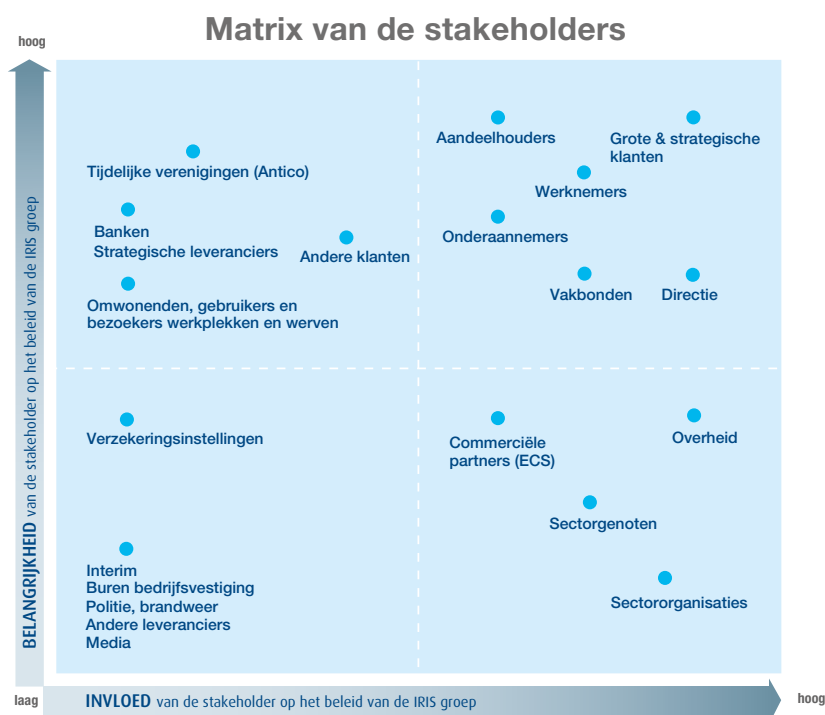 Matrix van de stakeholders
hoog
Aandeelhouders
Grote & strategische
klanten
Tijdelijke verenigingen (Antico)
Werknemers
Banken
Strategische leveranciers
Andere klanten
Onderaannemers
Omwonenden, gebruikers en
bezoekers werkplekken en werven
Vakbonden
Directie
BELANGRIJKHEID van de stakeholder op het beleid van de IRIS groep
Verzekeringsinstellingen
Commerciële
partners (ECS)
Overheid
Sectorgenoten
Interim
Buren bedrijfsvestiging
Politie, brandweer
Andere leveranciers
Media
Sectororganisaties
laag
INVLOED van de stakeholder op het beleid van de IRIS groep
hoog